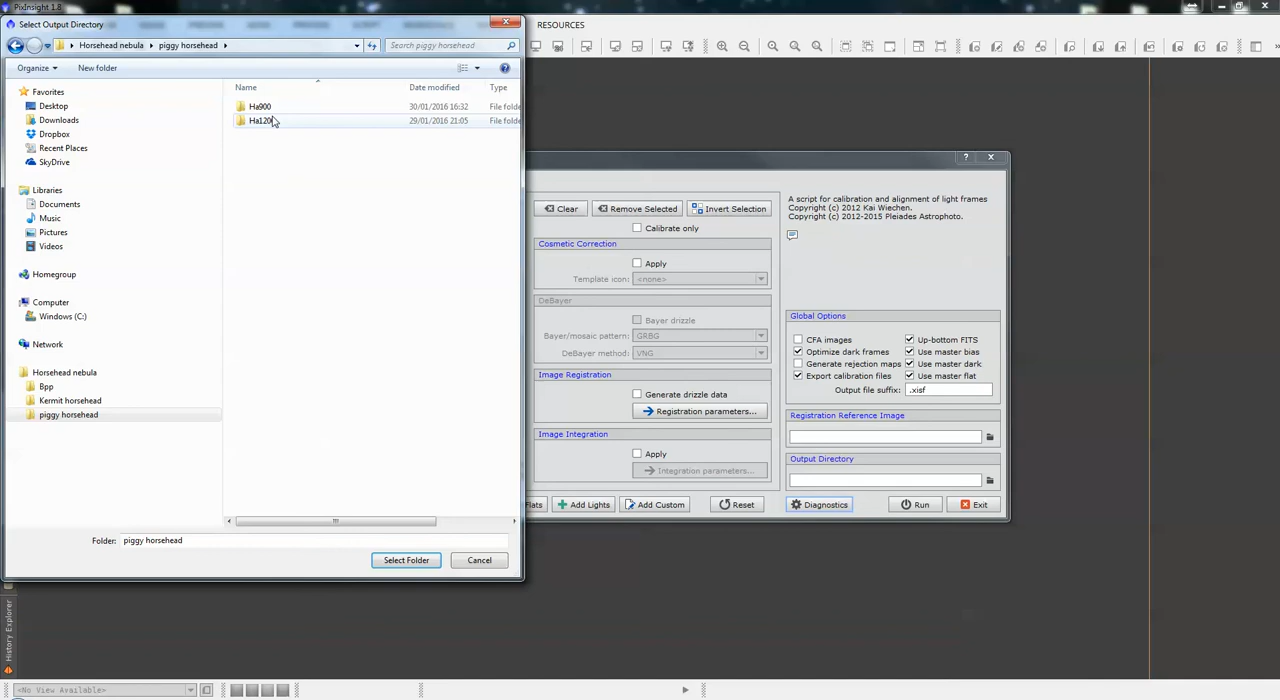 PixInsight 1.8
Select Output Directory
RESOURCES
Horsehead nebula ▸ piggy horsehead ▸
Search piggy horsehead
Organize
New folder
Name
Date modified
Type
Favorites
Desktop
Downloads
Dropbox
Recent Places
SkyDrive
Libraries
Documents
Music
Pictures
Videos
Homegroup
Computer
Windows (C:)
Network
Horsehead nebula
Bpp
Kermit horsehead
piggy horsehead
Ha900
30/01/2016 16:32
File folde
Ha120
29/01/2016 21:05
File folde
Folder:
piggy horsehead
Select Folder
Cancel
Clear
Remove Selected
Invert Selection
Calibrate only
Cosmetic Correction
Apply
Template icon:
<none>
DeBayer
Bayer drizzle
Bayer/mosaic pattern:
GRBG
DeBayer method:
VNG
Image Registration
Generate drizzle data
Registration parameters...
Image Integration
Apply
Integration parameters...
A script for calibration and alignment of light frames
Copyright (c) 2012 Kai Wiechen.
Copyright (c) 2012-2015 Pleiades Astrophoto.
Global Options
CFA images
Up-bottom FITS
Optimize dark frames
Use master bias
Generate rejection maps
Use master dark
Export calibration files
Use master flat
Output file suffix:
.xisf
Registration Reference Image
Output Directory
Flats
Add Lights
Add Custom
Reset
Diagnostics
Run
Exit
History Explorer
<No View Available>